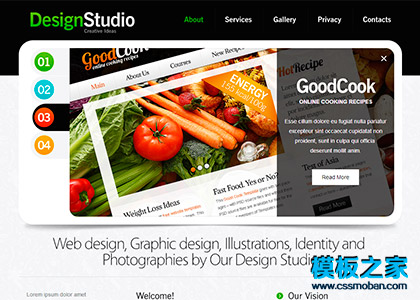 DesignStudio
Creative Ideas
About
Services
Gallery
Privacy
Contacts
01
02
03
04
GoodCook
online cooking recipes
Main
About Us
Courses
Menu
ENERGY
155 kcal/100g
Hot Recipe
Weight Loss Ideas
Fast Food. Yes or No?
Test of Asia
GoodCook
ONLINE COOKING RECIPES
Esse cillum dolore eu fugiat nulla pariatur
excepteur sint occaecat cupidatat non
proident, sunt in culpa qui officia
deserunt mollit anim
Read More
Web design, Graphic design, Illustrations, Identity and
Photographies by Our Design Studio
模板之家
www.cssmoban.com
Lorem ipsum dolor amet
Welcome!
Our Vision